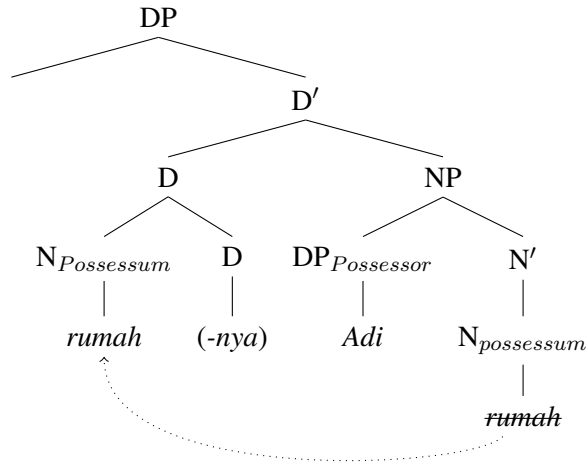 DP
D′
D NP
N_Possessum D DP_Possessor N′
rumah (-nya) Adi N_possessum
rumah